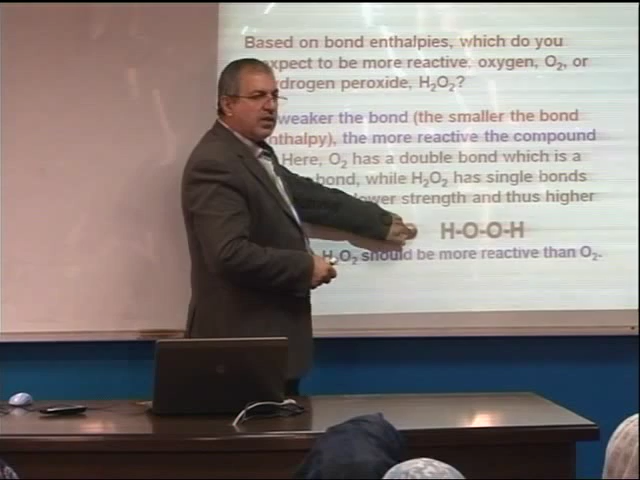 Based on bond enthalpies, which do you
expect to be more reactive. oxygen, O₂, or
hydrogen peroxide, H₂O₂?
weaker the bond (the smaller the bond
enthalpy), the more reactive the compound
Here, O₂ has a double bond which is a
bond, while H₂O₂ has single bonds
lower strength and thus higher
H-O-O-H
H₂O₂ should be more reactive than O₂.